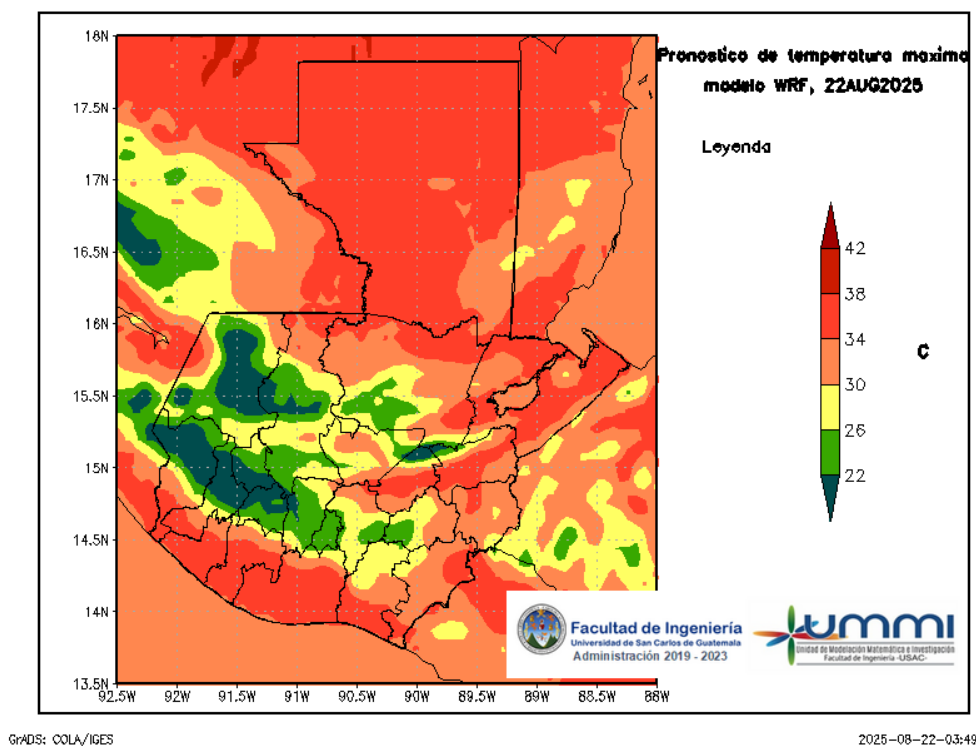 Pronostico de temperatura maxima
modelo WRF, 22AUG2025
Leyenda
42
38
34
30
26
22
C
18N
17.5N
17N
16.5N
16N
15.5N
15N
14.5N
14N
13.5N
92.5W 92W 91.5W 91W 90.5W 90W 89.5W 89W 88.5W 88W
Facultad de Ingeniería
Universidad de San Carlos de Guatemala
Administración 2019 - 2023
ummi
Unidad de Modelación Matemática e Investigación
Facultad de Ingeniería -USAC-
GrADS: COLA/IGES
2025-08-22-03:49